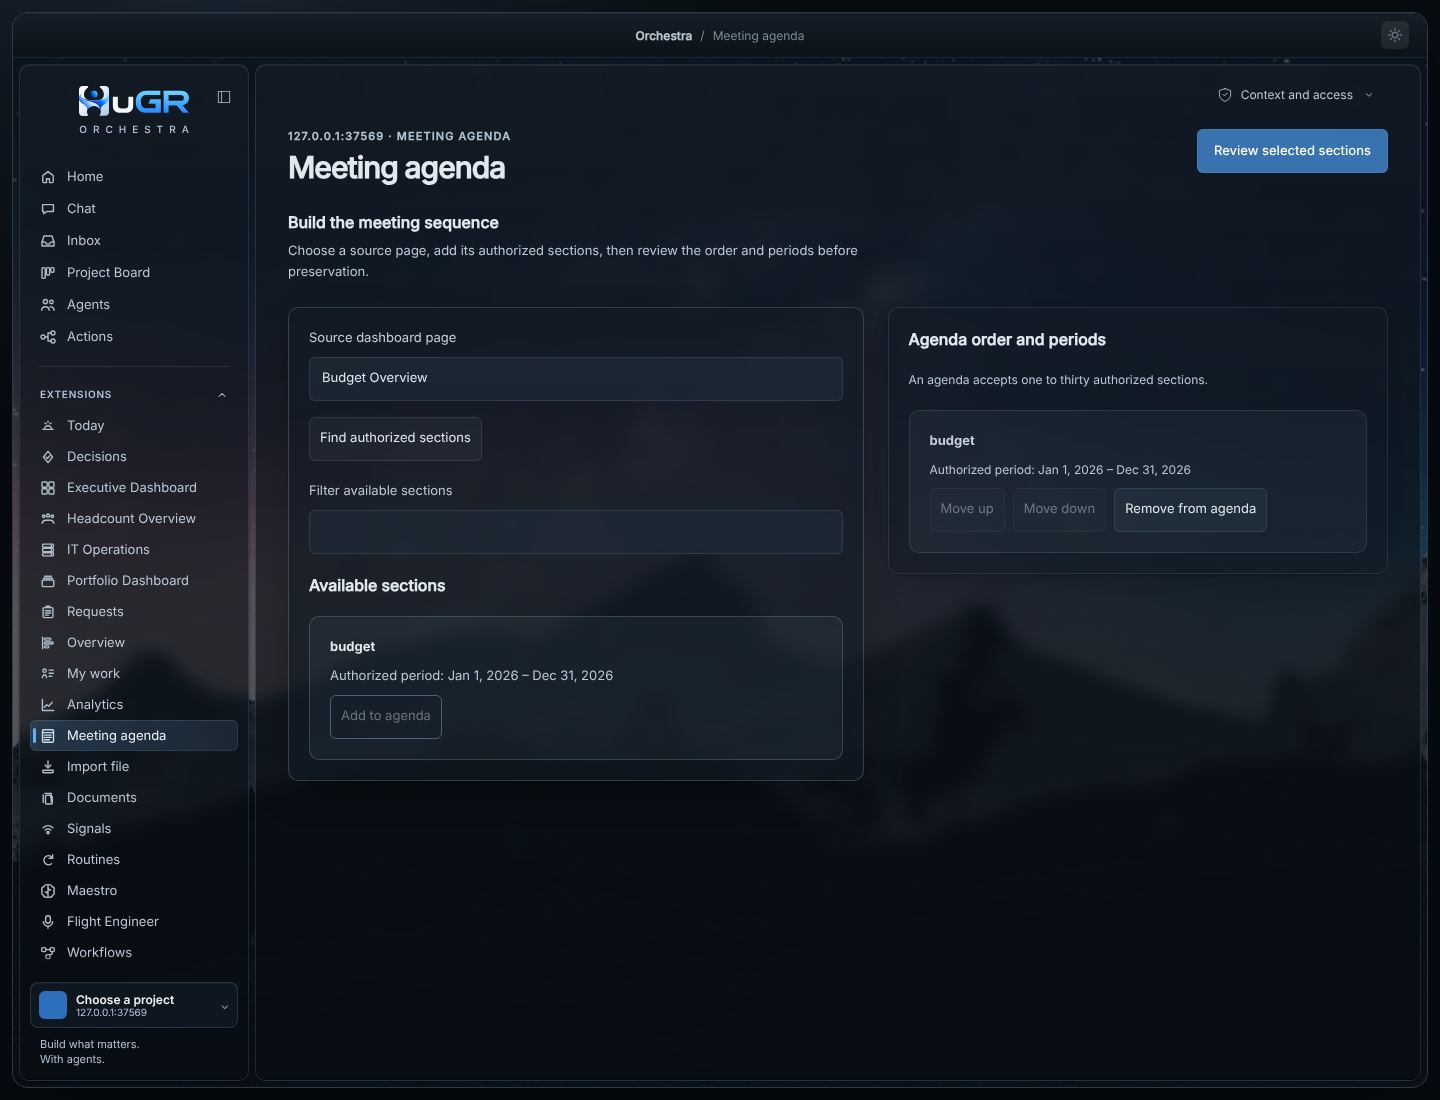 Orchestra / Meeting agenda
HuGR
ORCHESTRA
Home
Chat
Inbox
Project Board
Agents
Actions
EXTENSIONS
Today
Decisions
Executive Dashboard
Headcount Overview
IT Operations
Portfolio Dashboard
Requests
Overview
My work
Analytics
Meeting agenda
Import file
Documents
Signals
Routines
Maestro
Flight Engineer
Workflows
Choose a project
127.0.0.1:37569
Build what matters.
With agents.
Context and access
127.0.0.1:37569 · MEETING AGENDA
Meeting agenda
Review selected sections
Build the meeting sequence
Choose a source page, add its authorized sections, then review the order and periods before
preservation.
Source dashboard page
Budget Overview
Find authorized sections
Filter available sections
Available sections
budget
Authorized period: Jan 1, 2026 – Dec 31, 2026
Add to agenda
Agenda order and periods
An agenda accepts one to thirty authorized sections.
budget
Authorized period: Jan 1, 2026 – Dec 31, 2026
Move up
Move down
Remove from agenda